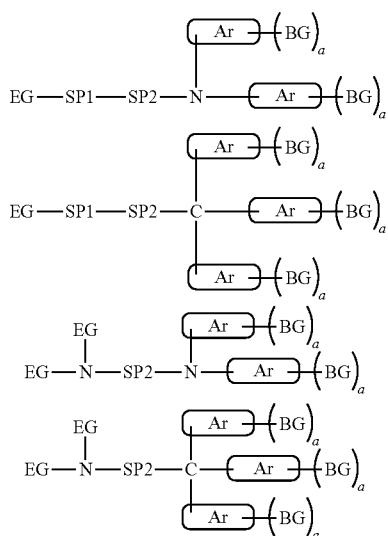 Ar (BG)a
EG SP1 SP2 N Ar (BG)a
Ar (BG)a
EG SP1 SP2 C Ar (BG)a
Ar (BG)a
EG Ar (BG)a
EG N SP2 N Ar (BG)a
EG Ar (BG)a
EG N SP2 C Ar (BG)a
Ar (BG)a